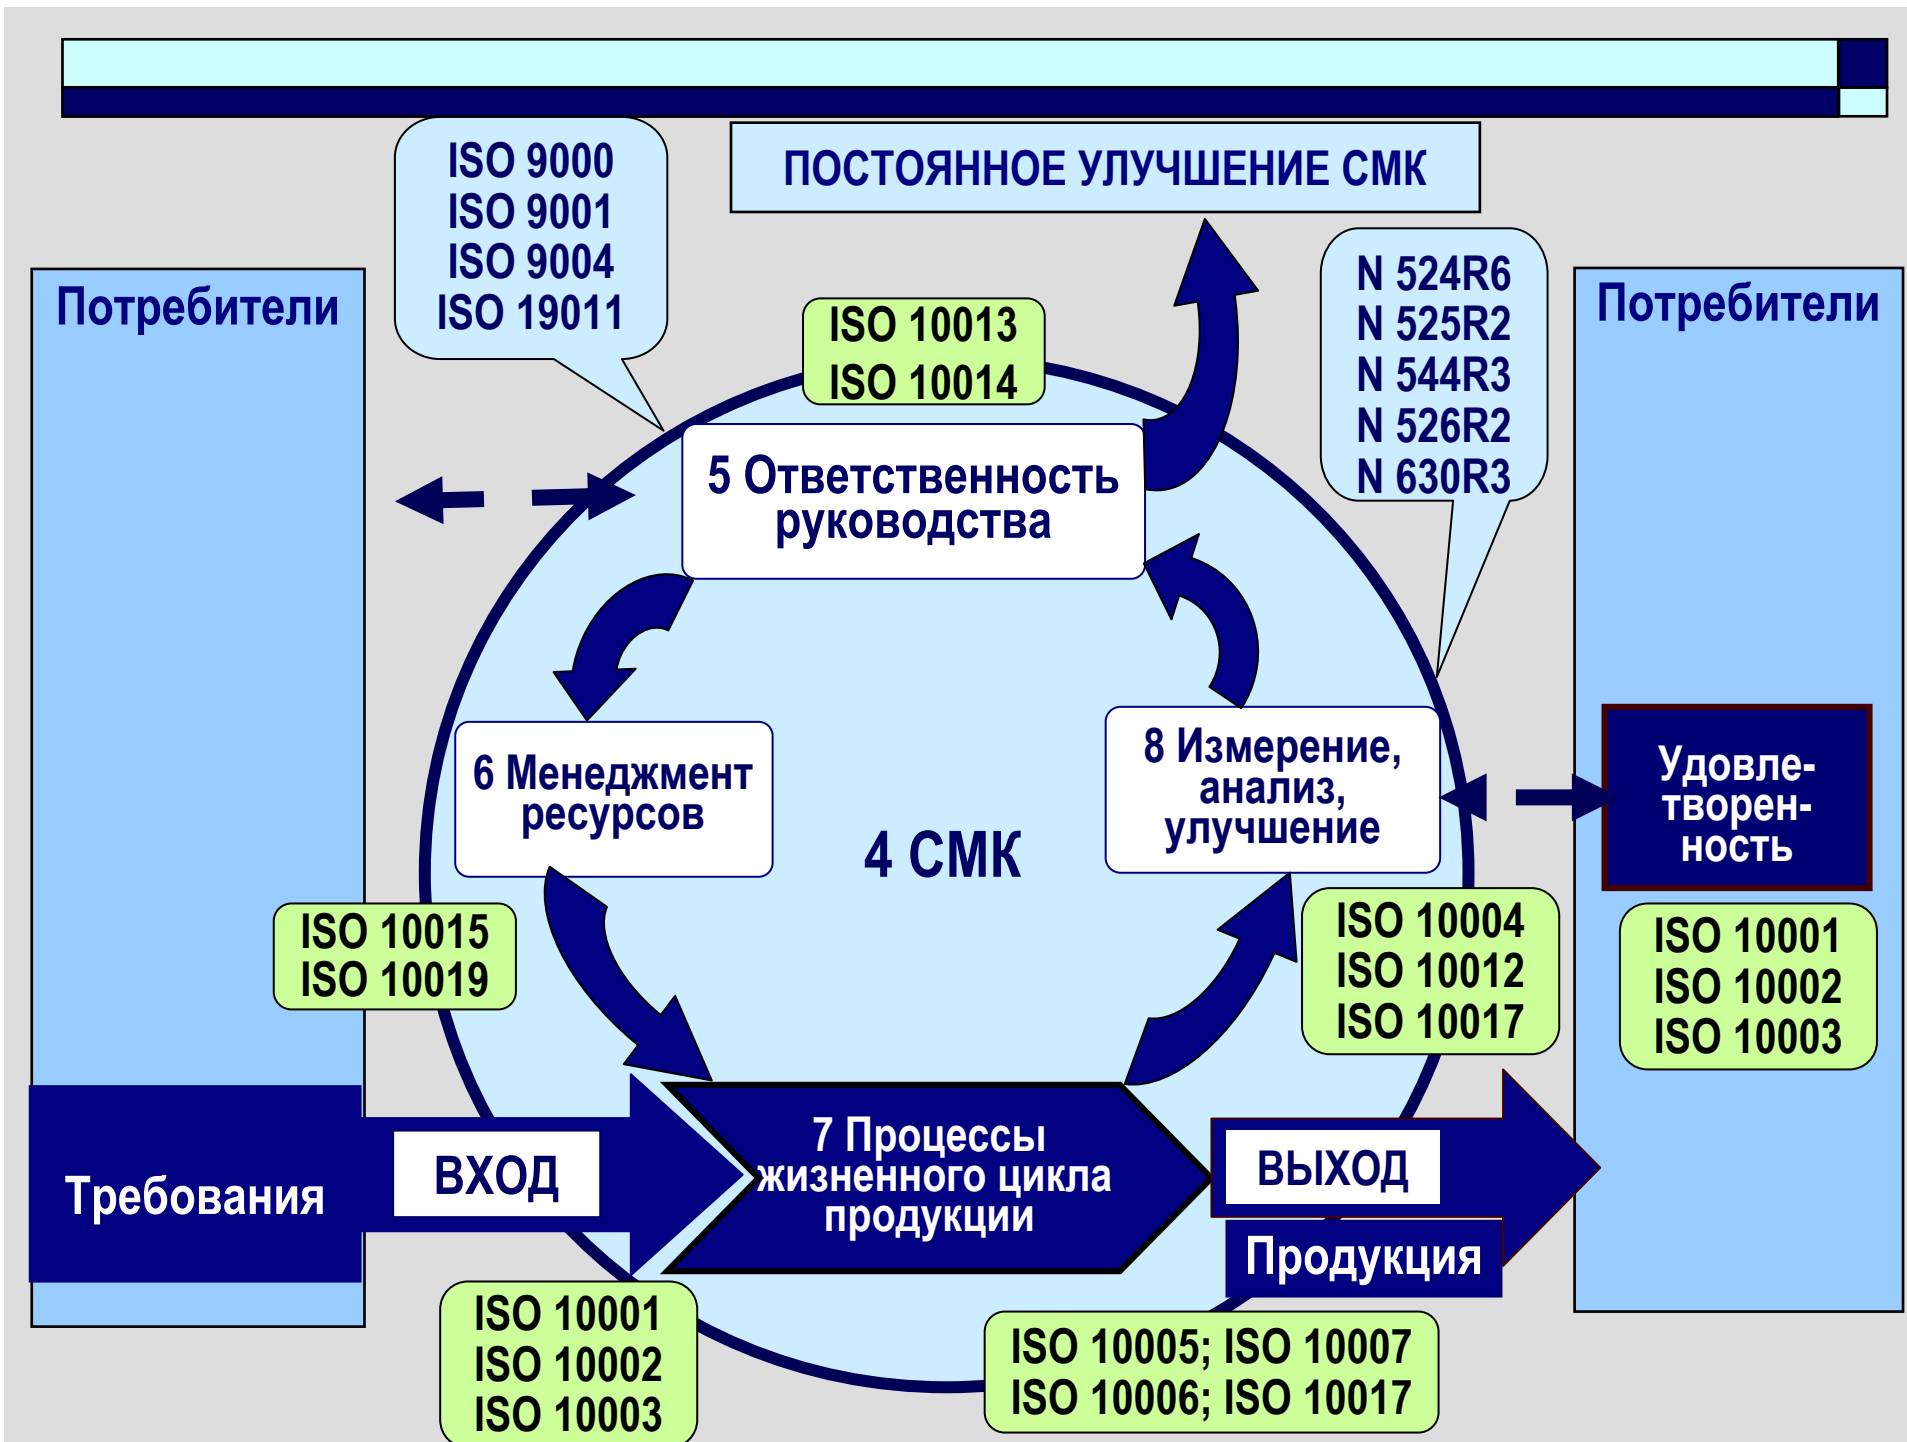 ISO 9000
ISO 9001
ISO 9004
ISO 19011
ПОСТОЯННОЕ УЛУЧШЕНИЕ СМК
N 524R6
N 525R2
N 544R3
N 526R2
N 630R3
Потребители
Потребители
ISO 10013
ISO 10014
5 Ответственность
руководства
6 Менеджмент
ресурсов
4 СМК
8 Измерение,
анализ,
улучшение
Удовле-
творен-
ность
ISO 10015
ISO 10019
ISO 10004
ISO 10012
ISO 10017
ISO 10001
ISO 10002
ISO 10003
Требования
ВХОД
7 Процессы
жизненного цикла
продукции
ВЫХОД
Продукция
ISO 10001
ISO 10002
ISO 10003
ISO 10005; ISO 10007
ISO 10006; ISO 10017